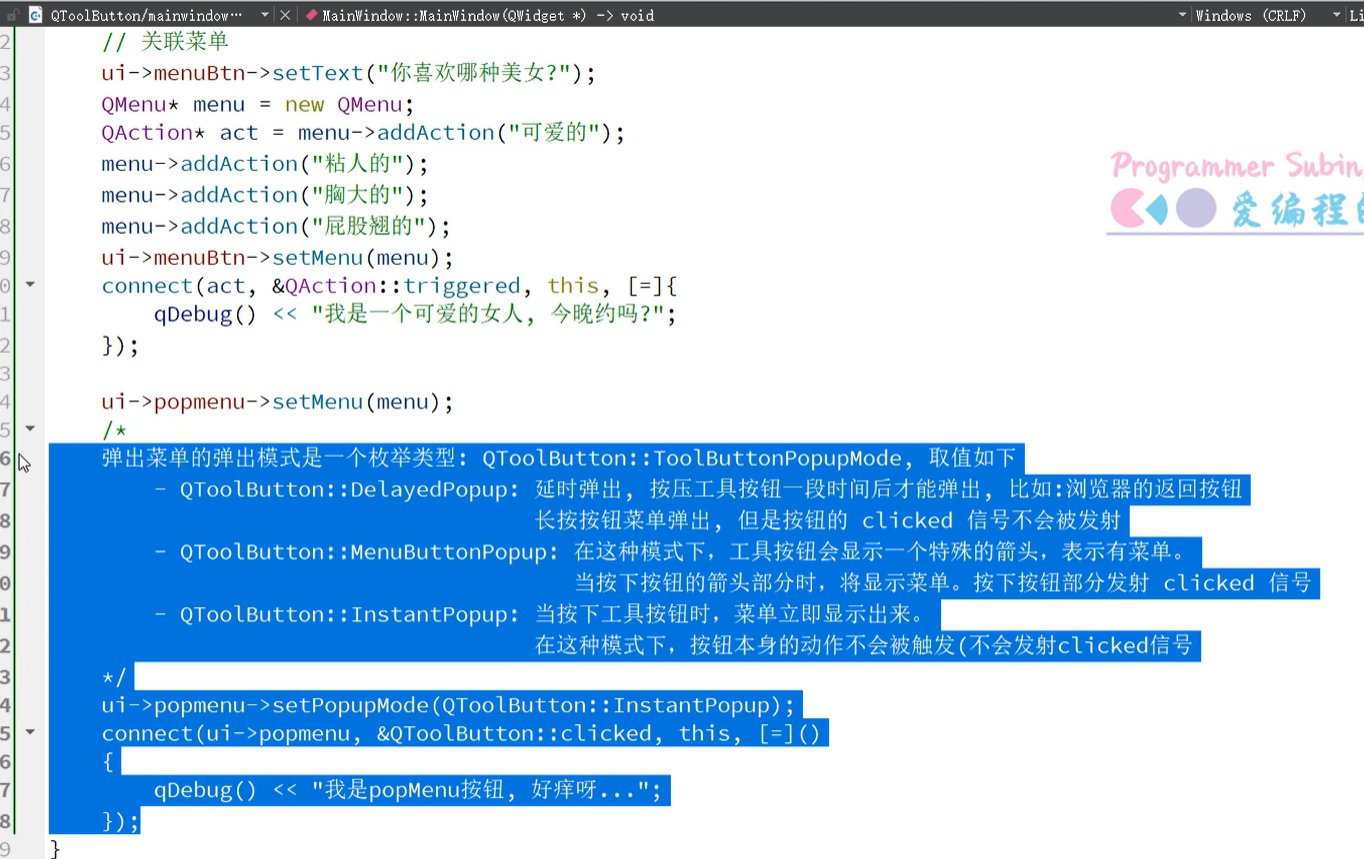 QToolButton/mainwindow… MainWindow::MainWindow(QWidget *) -> void Windows (CRLF) Li
2 // 关联菜单
3 ui->menuBtn->setText("你喜欢哪种美女?");
4 QMenu* menu = new QMenu;
5 QAction* act = menu->addAction("可爱的");
6 menu->addAction("粘人的");
Programmer Subin
7 menu->addAction("胸大的");
爱编程的
8 menu->addAction("屁股翘的");
9 ui->menuBtn->setMenu(menu);
0 connect(act, &QAction::triggered, this, [=]{
1 qDebug() << "我是一个可爱的女人, 今晚约吗?";
2 });
3
4 ui->popmenu->setMenu(menu);
5 /*
6 弹出菜单的弹出模式是一个枚举类型: QToolButton::ToolButtonPopupMode, 取值如下
7 - QToolButton::DelayedPopup: 延时弹出, 按压工具按钮一段时间后才能弹出, 比如:浏览器的返回按钮
8 长按按钮菜单弹出, 但是按钮的 clicked 信号不会被发射
9 - QToolButton::MenuButtonPopup: 在这种模式下，工具按钮会显示一个特殊的箭头，表示有菜单。
0 当按下按钮的箭头部分时，将显示菜单。按下按钮部分发射 clicked 信号
1 - QToolButton::InstantPopup: 当按下工具按钮时，菜单立即显示出来。
2 在这种模式下，按钮本身的动作不会被触发(不会发射clicked信号
3 */
4 ui->popmenu->setPopupMode(QToolButton::InstantPopup);
5 connect(ui->popmenu, &QToolButton::clicked, this, [=]()
6 {
7 qDebug() << "我是popMenu按钮, 好痒呀...";
8 });
9 }